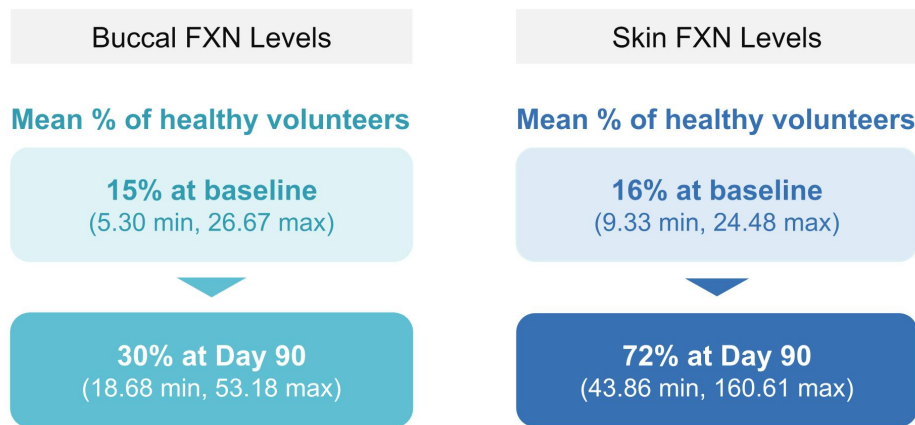 Buccal FXN Levels
Mean % of healthy volunteers
15% at baseline
(5.30 min, 26.67 max)
30% at Day 90
(18.68 min, 53.18 max)
Skin FXN Levels
Mean % of healthy volunteers
16% at baseline
(9.33 min, 24.48 max)
72% at Day 90
(43.86 min, 160.61 max)